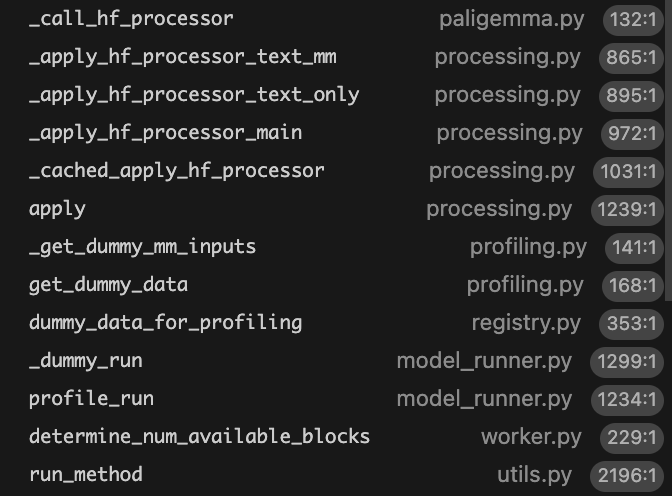 _call_hf_processor paligemma.py 132:1
_apply_hf_processor_text_mm processing.py 865:1
_apply_hf_processor_text_only processing.py 895:1
_apply_hf_processor_main processing.py 972:1
_cached_apply_hf_processor processing.py 1031:1
apply processing.py 1239:1
_get_dummy_mm_inputs profiling.py 141:1
get_dummy_data profiling.py 168:1
dummy_data_for_profiling registry.py 353:1
_dummy_run model_runner.py 1299:1
profile_run model_runner.py 1234:1
determine_num_available_blocks worker.py 229:1
run_method utils.py 2196:1